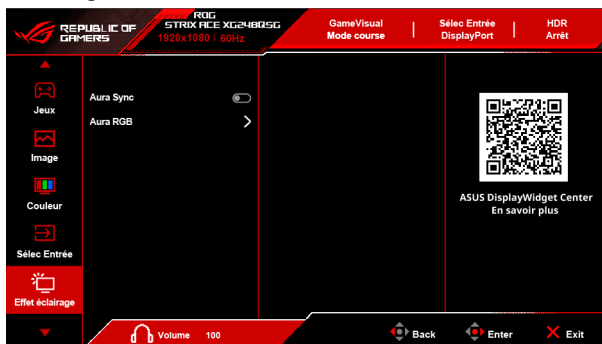 REPUBLIC OF
GAMERS
ROG
STRIX ACE XG248QSG
1920x1080 | 60Hz
GameVisual
Mode course
Sélec Entrée
DisplayPort
HDR
Arrêt
Jeux
Image
Couleur
Sélec Entrée
Effet éclairage
Aura Sync
Aura RGB
ASUS DisplayWidget Center
En savoir plus
Volume 100
Back
Enter
Exit